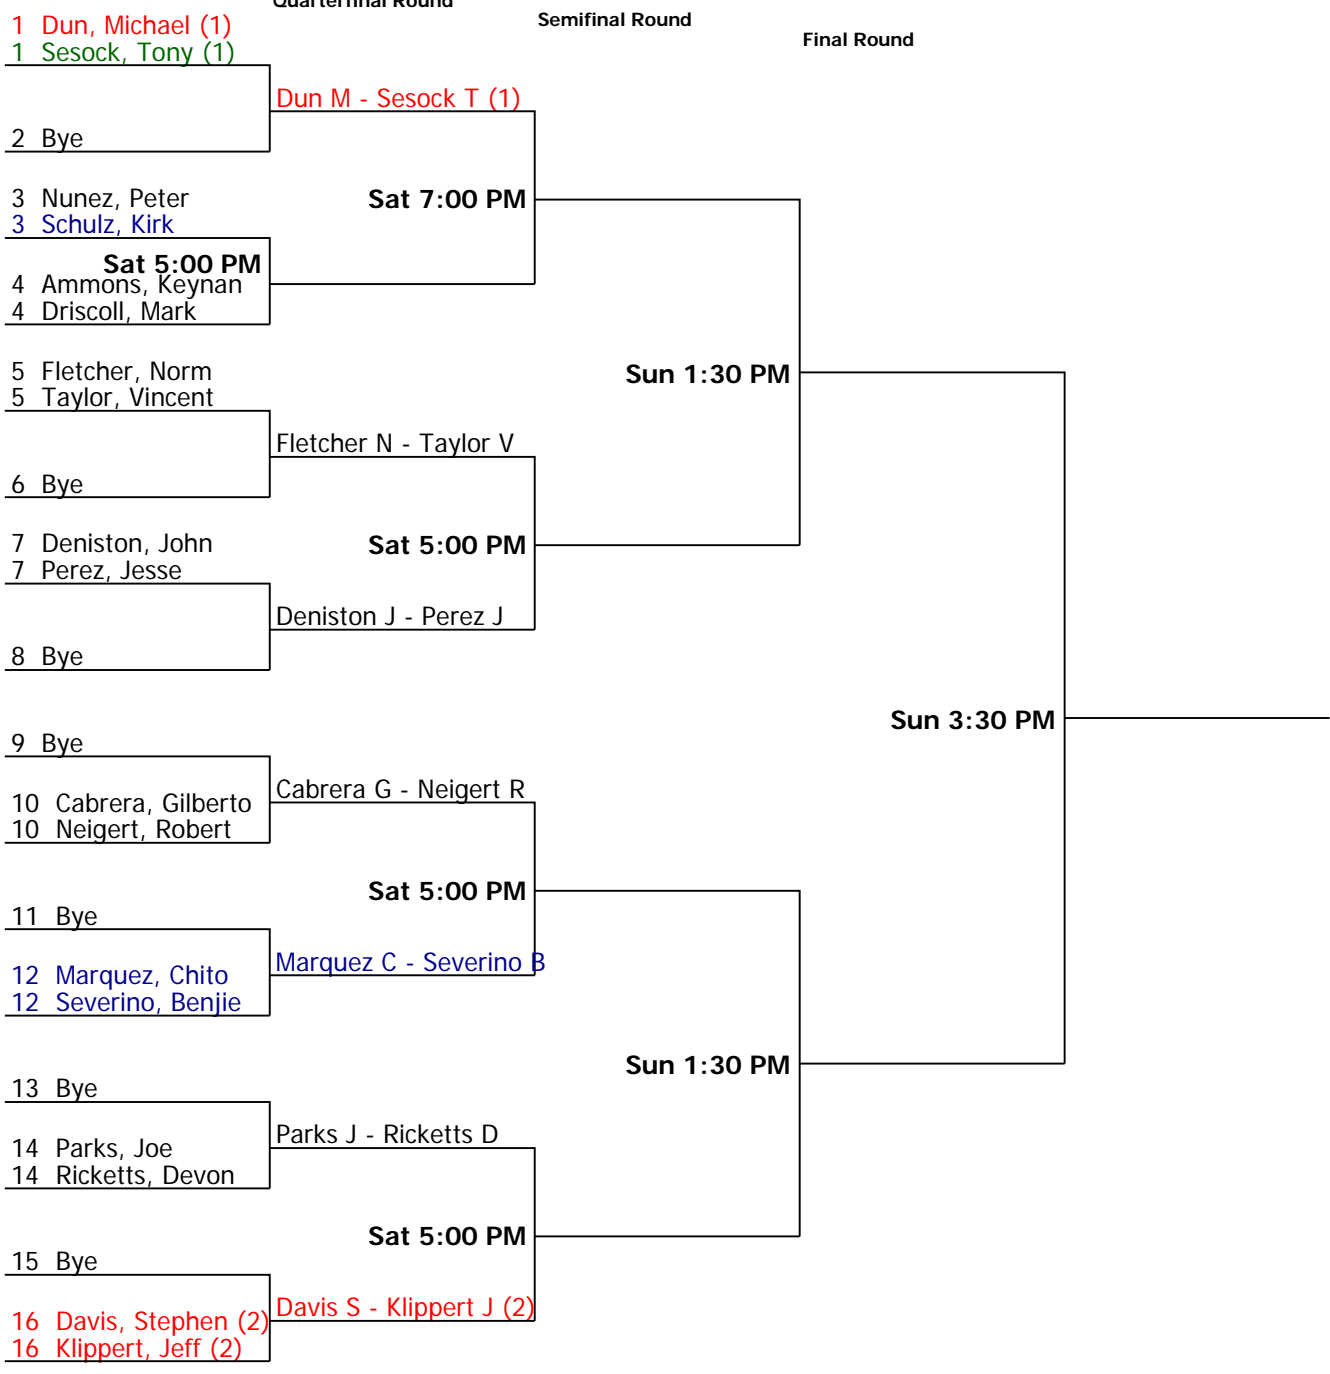 Quarterfinal Round
Semifinal Round
Final Round
1 Dun, Michael (1)
1 Sesock, Tony (1)
Dun M - Sesock T (1)
2 Bye
3 Nunez, Peter
Sat 7:00 PM
3 Schulz, Kirk
Sat 5:00 PM
4 Ammons, Keynan
4 Driscoll, Mark
5 Fletcher, Norm
Sun 1:30 PM
5 Taylor, Vincent
Fletcher N - Taylor V
6 Bye
7 Deniston, John
Sat 5:00 PM
7 Perez, Jesse
Deniston J - Perez J
8 Bye
Sun 3:30 PM
9 Bye
Cabrera G - Neigert R
10 Cabrera, Gilberto
10 Neigert, Robert
Sat 5:00 PM
11 Bye
Marquez C - Severino B
12 Marquez, Chito
12 Severino, Benjie
Sun 1:30 PM
13 Bye
Parks J - Ricketts D
14 Parks, Joe
14 Ricketts, Devon
Sat 5:00 PM
15 Bye
Davis S - Klippert J (2)
16 Davis, Stephen (2)
16 Klippert, Jeff (2)